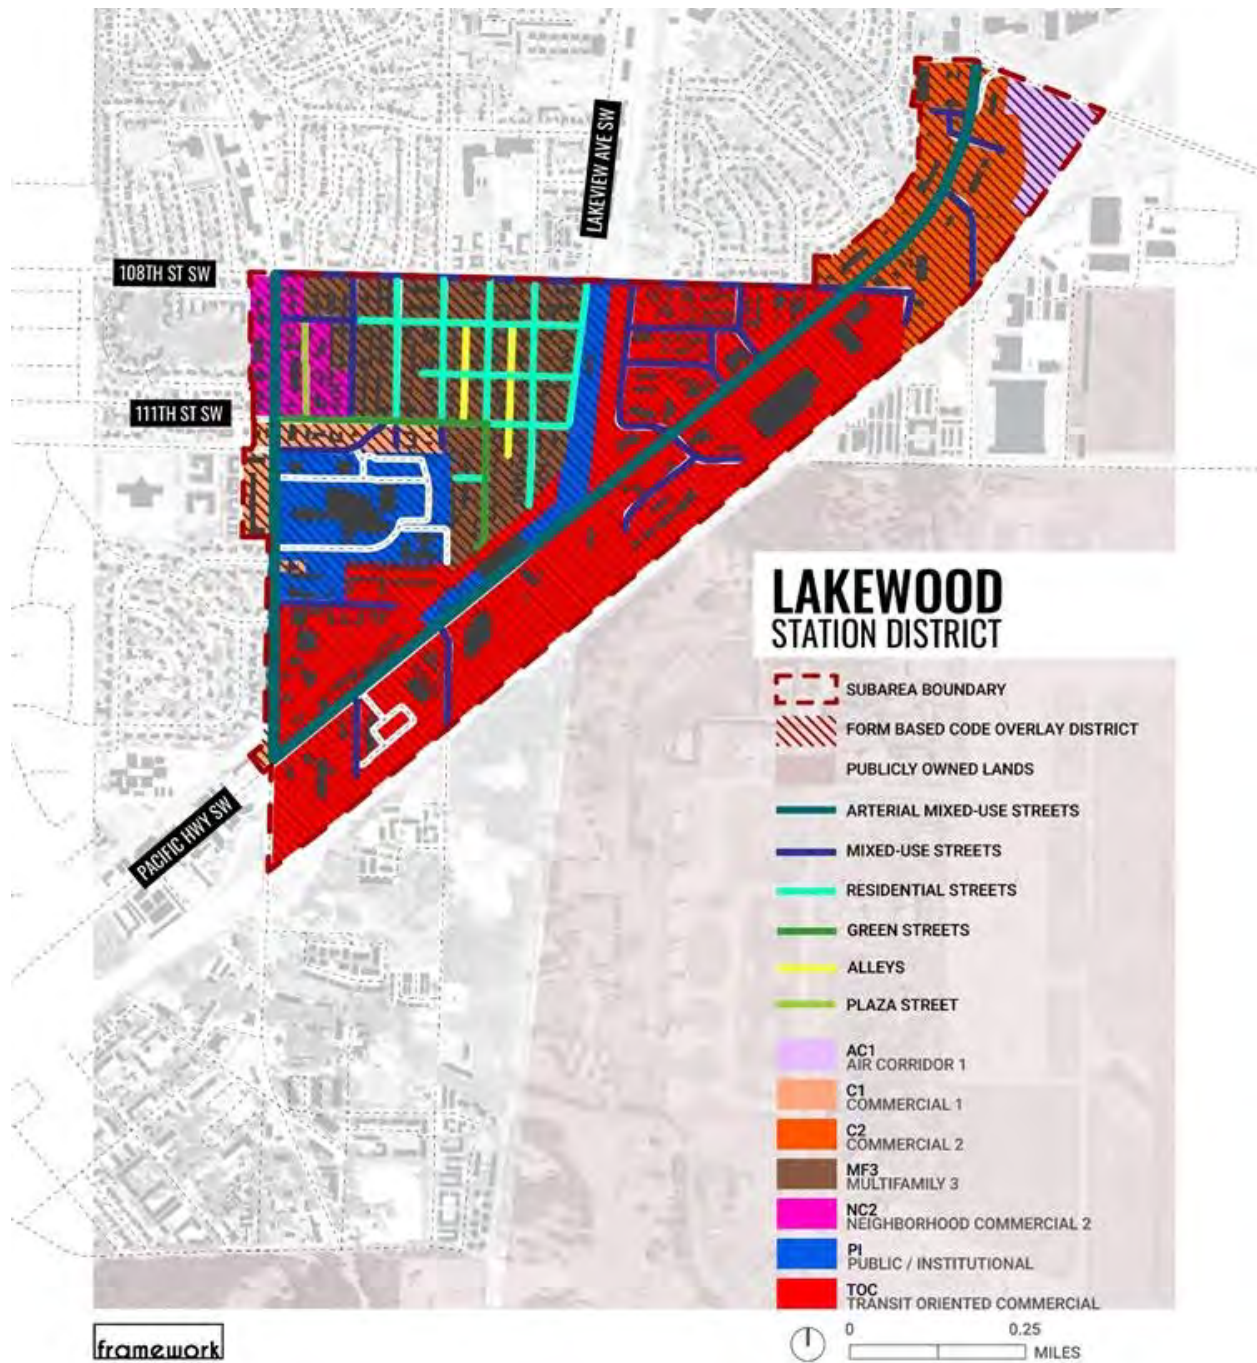 LAKEVIEW AVE SW
108TH ST SW
111TH ST SW
PACIFIC HWY SW
LAKEWOOD
STATION DISTRICT
SUBAREA BOUNDARY
FORM BASED CODE OVERLAY DISTRICT
PUBLICLY OWNED LANDS
ARTERIAL MIXED-USE STREETS
MIXED-USE STREETS
RESIDENTIAL STREETS
GREEN STREETS
ALLEYS
PLAZA STREET
AC1
AIR CORRIDOR 1
C1
COMMERCIAL 1
C2
COMMERCIAL 2
MF3
MULTIFAMILY 3
NC2
NEIGHBORHOOD COMMERCIAL 2
PI
PUBLIC / INSTITUTIONAL
TOC
TRANSIT ORIENTED COMMERCIAL
framework
0 0.25
MILES